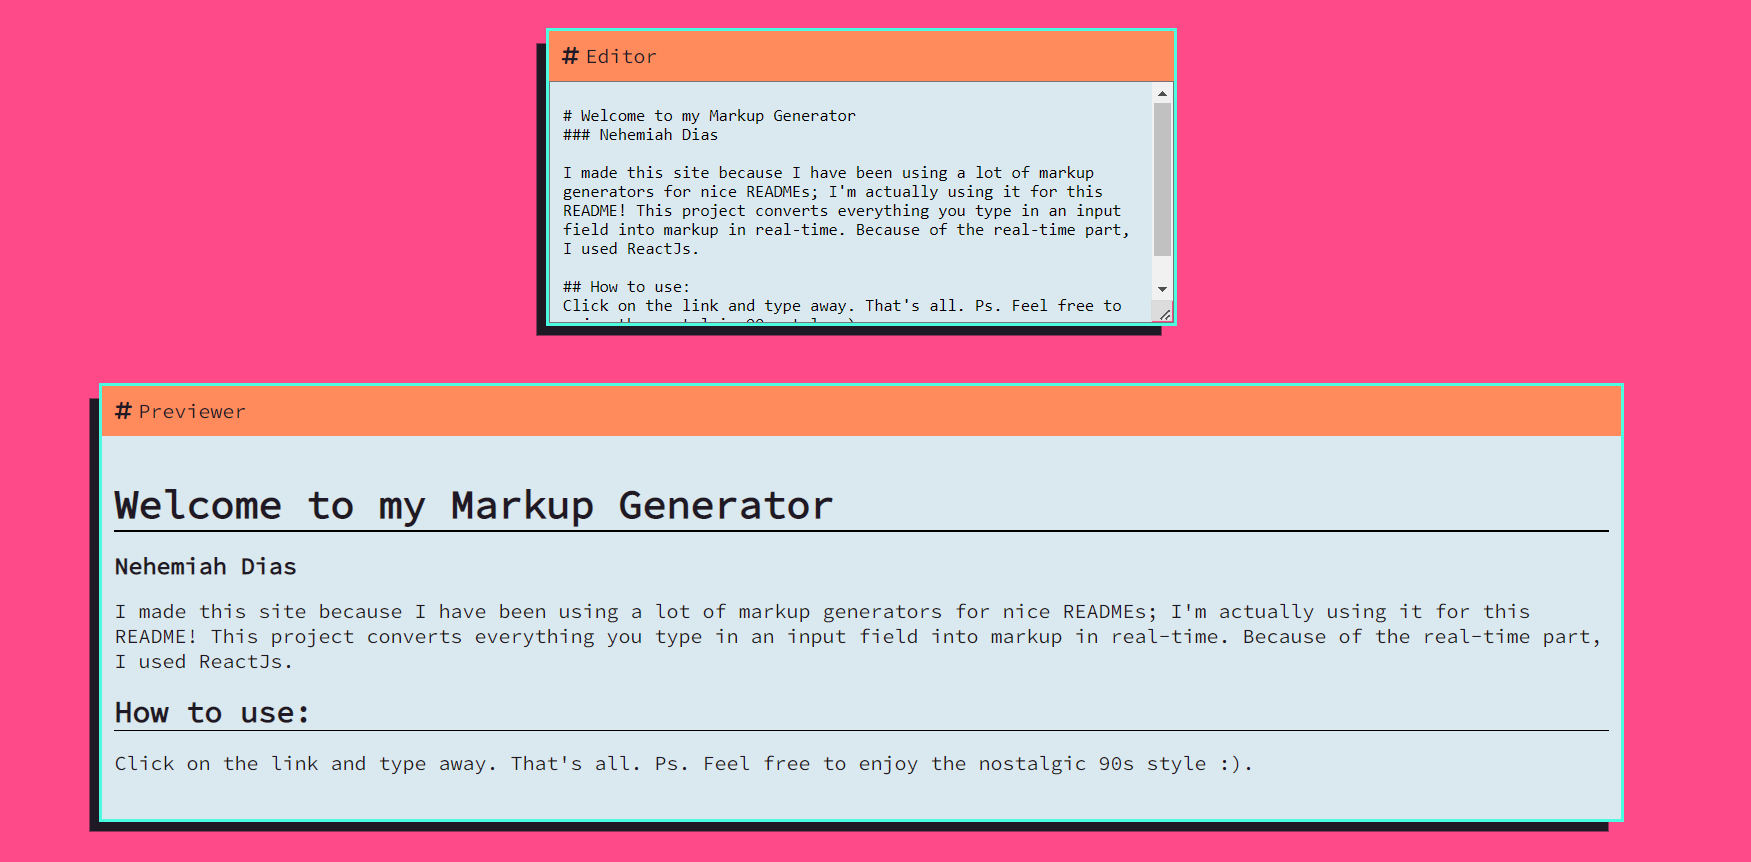 # Editor
# Welcome to my Markup Generator
### Nehemiah Dias
I made this site because I have been using a lot of markup
generators for nice READMEs; I'm actually using it for this
README! This project converts everything you type in an input
field into markup in real-time. Because of the real-time part,
I used ReactJs.
## How to use:
Click on the link and type away. That's all. Ps. Feel free to
# Previewer
Welcome to my Markup Generator
Nehemiah Dias
I made this site because I have been using a lot of markup generators for nice READMEs; I'm actually using it for this
README! This project converts everything you type in an input field into markup in real-time. Because of the real-time part,
I used ReactJs.
How to use:
Click on the link and type away. That's all. Ps. Feel free to enjoy the nostalgic 90s style :).